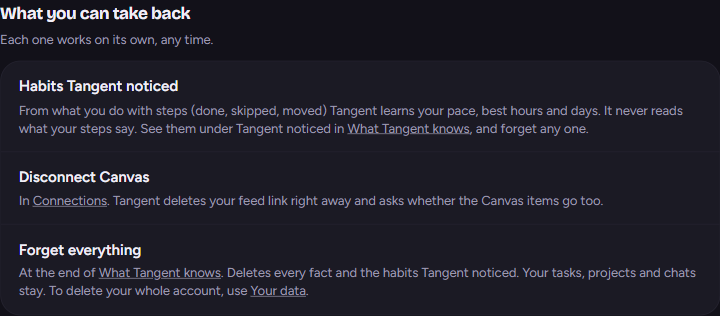 What you can take back
Each one works on its own, any time.
Habits Tangent noticed
From what you do with steps (done, skipped, moved) Tangent learns your pace, best hours and days. It never reads
what your steps say. See them under Tangent noticed in What Tangent knows, and forget any one.
Disconnect Canvas
In Connections. Tangent deletes your feed link right away and asks whether the Canvas items go too.
Forget everything
At the end of What Tangent knows. Deletes every fact and the habits Tangent noticed. Your tasks, projects and chats
stay. To delete your whole account, use Your data.